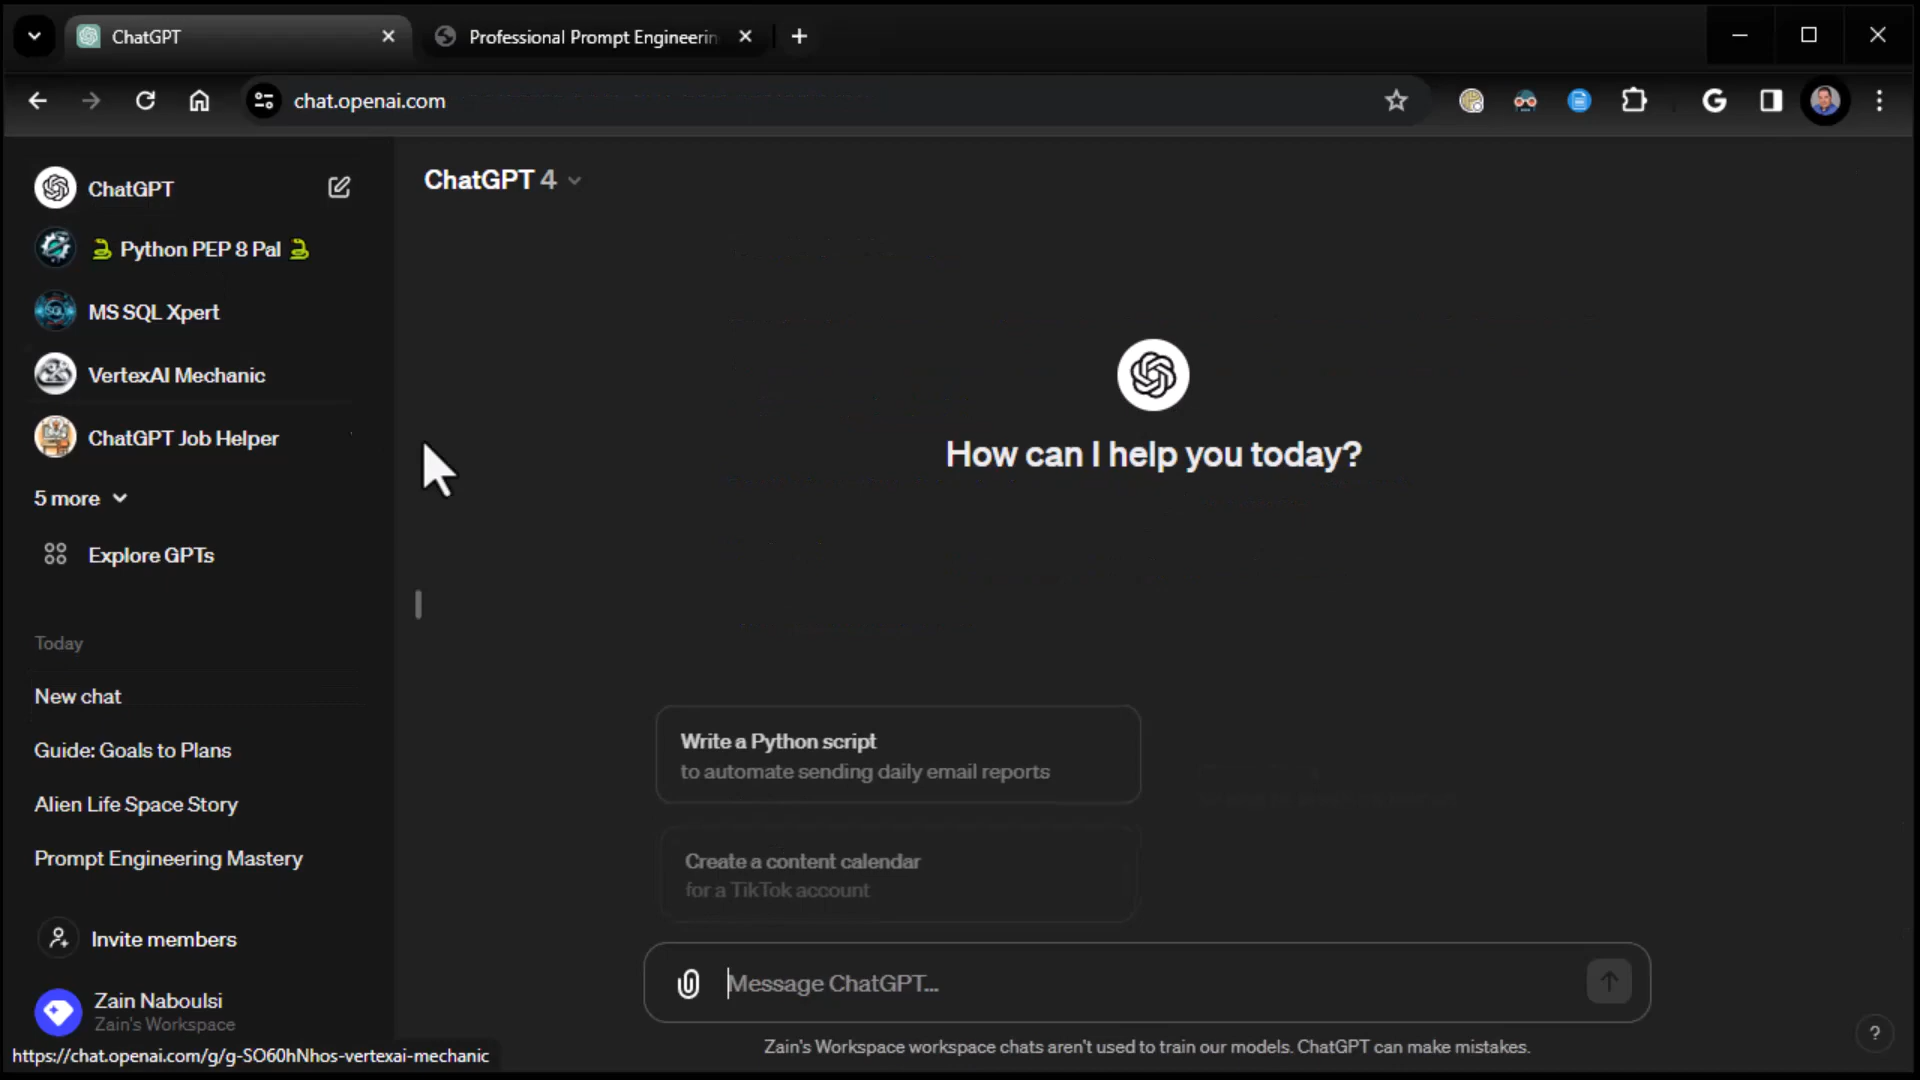 ChatGPT
Professional Prompt Engineerin
chat.openai.com
ChatGPT
Python PEP 8 Pal
MS SQL Xpert
VertexAI Mechanic
ChatGPT Job Helper
5 more
Explore GPTs
Today
New chat
Guide: Goals to Plans
Alien Life Space Story
Prompt Engineering Mastery
Invite members
Zain Naboulsi
Zain's Workspace
https://chat.openai.com/g/g-SO60hNhos-vertexai-mechanic
ChatGPT 4
How can I help you today?
Write a Python script
to automate sending daily email reports
Create a content calendar
for a TikTok account
Message ChatGPT...
Zain's Workspace workspace chats aren't used to train our models. ChatGPT can make mistakes.
?